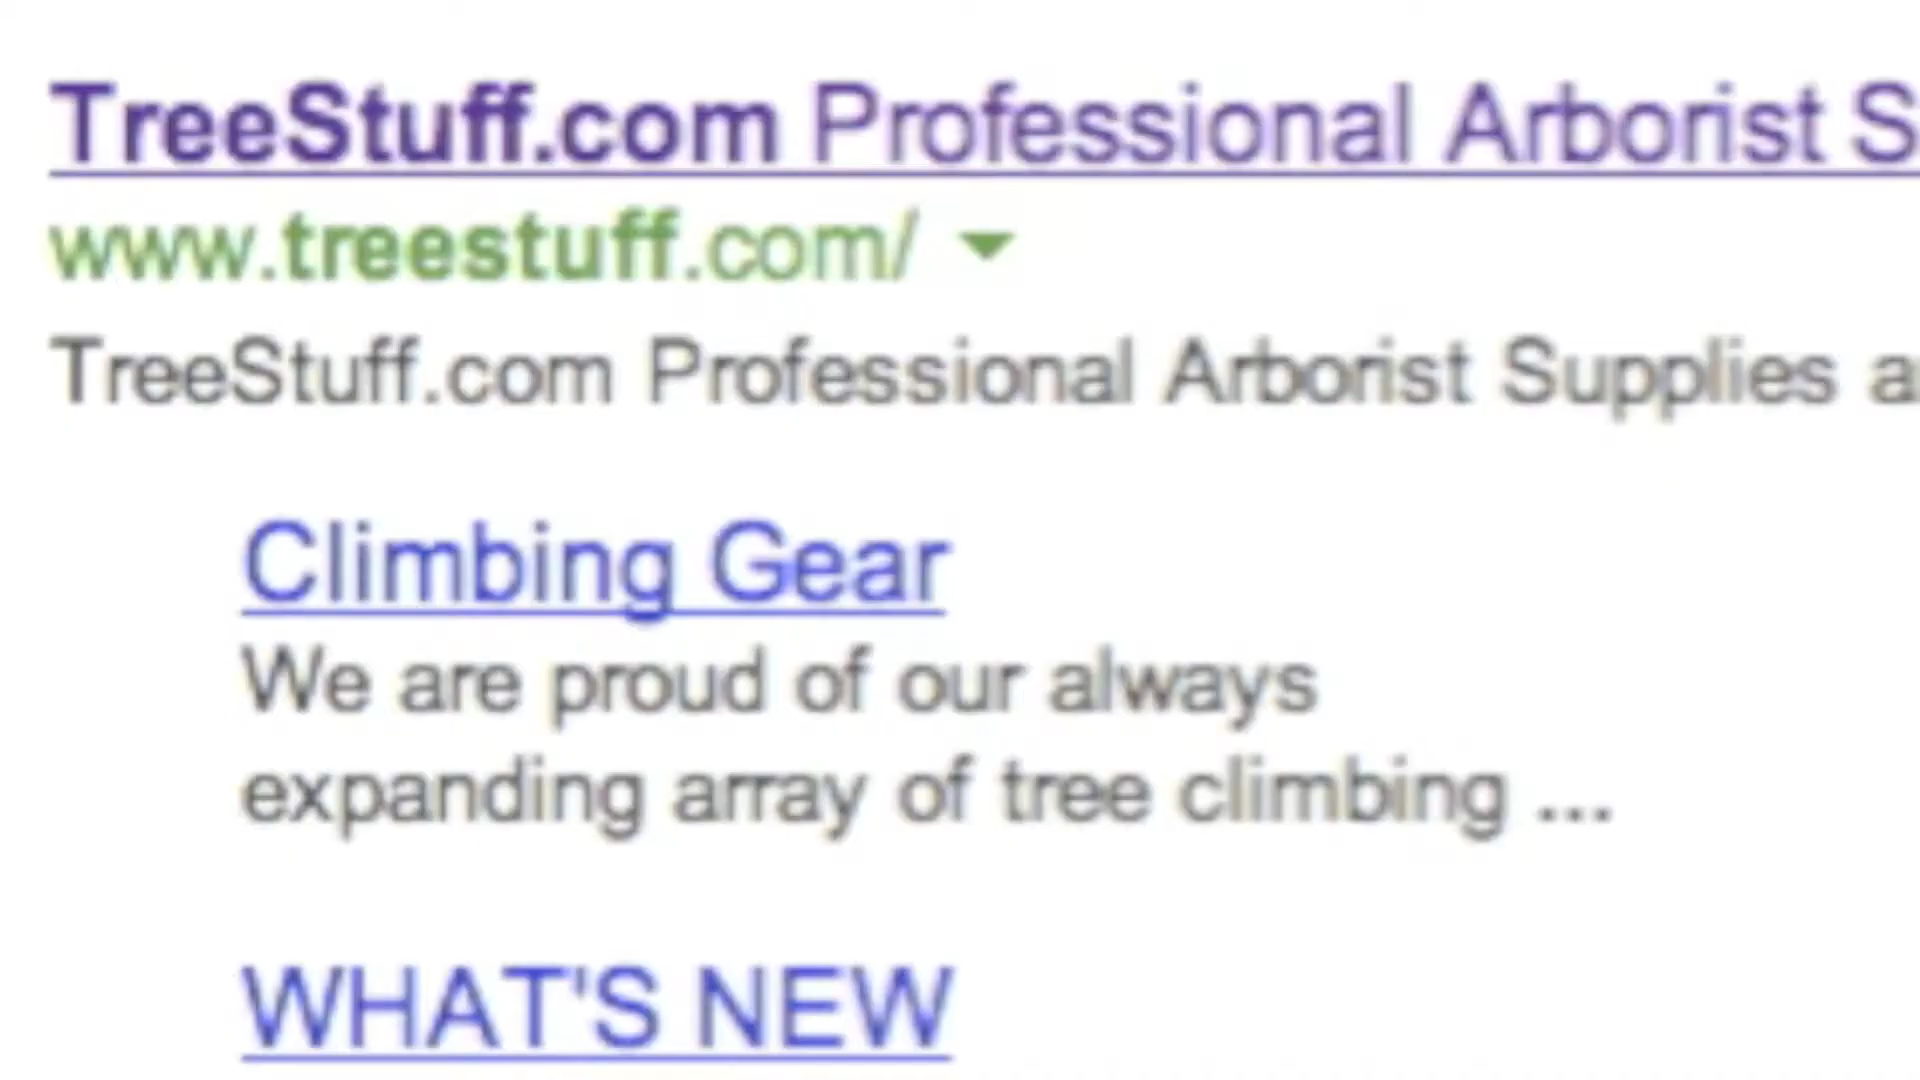 TreeStuff.com Professional Arborist S
www.treestuff.com/
TreeStuff.com Professional Arborist Supplies a
Climbing Gear
We are proud of our always
expanding array of tree climbing ...
WHAT'S NEW